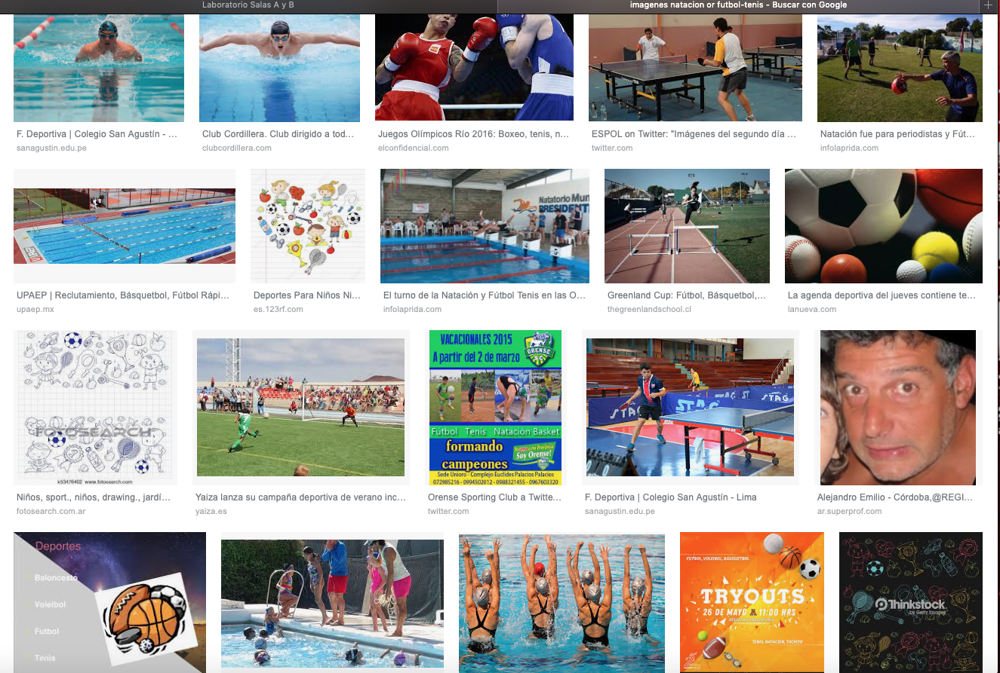 Laboratorio Salas A y B
imagenes natacion or futbol-tenis - Buscar con Google
F. Deportiva | Colegio San Agustín - ...
sanagustin.edu.pe
Club Cordillera. Club dirigido a tod...
clubcordillera.com
Juegos Olímpicos Río 2016: Boxeo, tenis, n...
elconfidencial.com
ESPOL on Twitter: "Imágenes del segundo día ...
twitter.com
Natación fue para periodistas y Fút...
infolaprida.com
Natatorio Mun
PRESIDENT
UPAEP | Reclutamiento, Básquetbol, Fútbol Rápi...
upaep.mx
Deportes Para Niños Ni...
es.123rf.com
El turno de la Natación y Fútbol Tenis en las O...
infolaprida.com
Greenland Cup: Fútbol, Básquetbol,...
thegreenlandschool.cl
La agenda deportiva del jueves contiene te...
lanueva.com
FOTOSEARCH
k53476402 www.fotosearch.com
VACACIONALES 2015
A partir del 2 de marzo
ORENSE
S.C
Futbol Tenis Natación Basket
formando
campeones
Soy Orense!
Sede Unioro - Complejo Euclides Palacios Palacios
072985216 - 0994502012 - 0988321455 - 0967603320
STAG
STAG
Niños, sport., niños, drawing., jardí...
fotosearch.com.ar
Yaiza lanza su campaña deportiva de verano inc...
yaiza.es
Orense Sporting Club a Twitte...
twitter.com
F. Deportiva | Colegio San Agustín - Lima
sanagustin.edu.pe
Alejandro Emilio - Córdoba,@REGI...
ar.superprof.com
Deportes
Baloncesto
Voleibol
Futbol
Tenis
FÚTBOL, VOLEIBOL, BÁSQUETBOL
TRYOUTS
26 DE MAYO 11:00 HRS
TENIS, NATACIÓN, TOCHITO
Thinkstock
by Getty Images